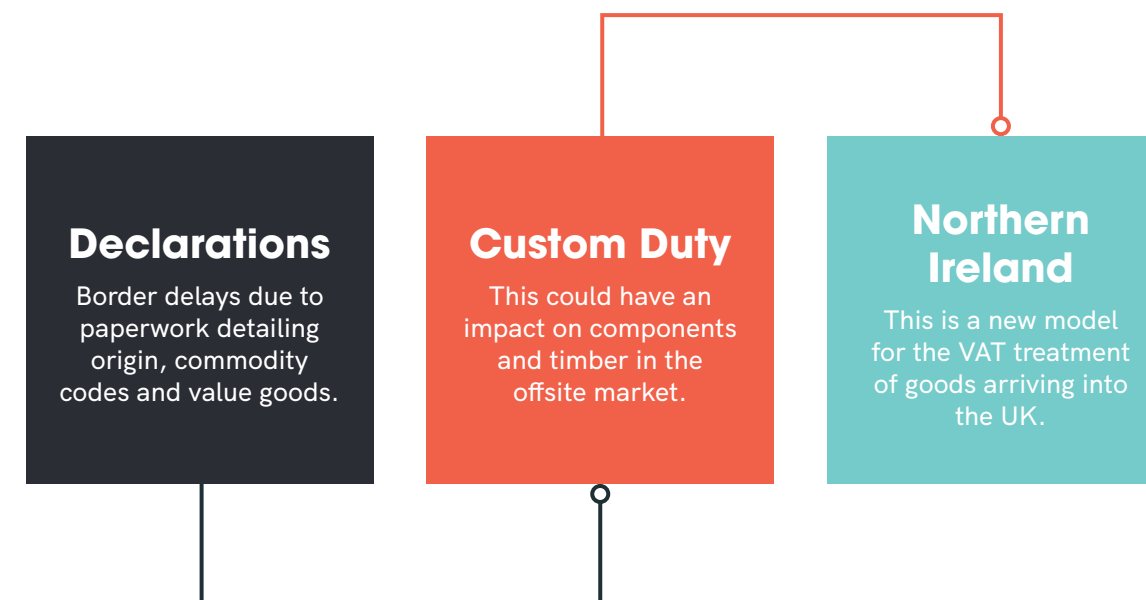 Declarations
Border delays due to
paperwork detailing
origin, commodity
codes and value goods.
Custom Duty
This could have an
impact on components
and timber in the
offsite market.
Northern
Ireland
This is a new model
for the VAT treatment
of goods arriving into
the UK.